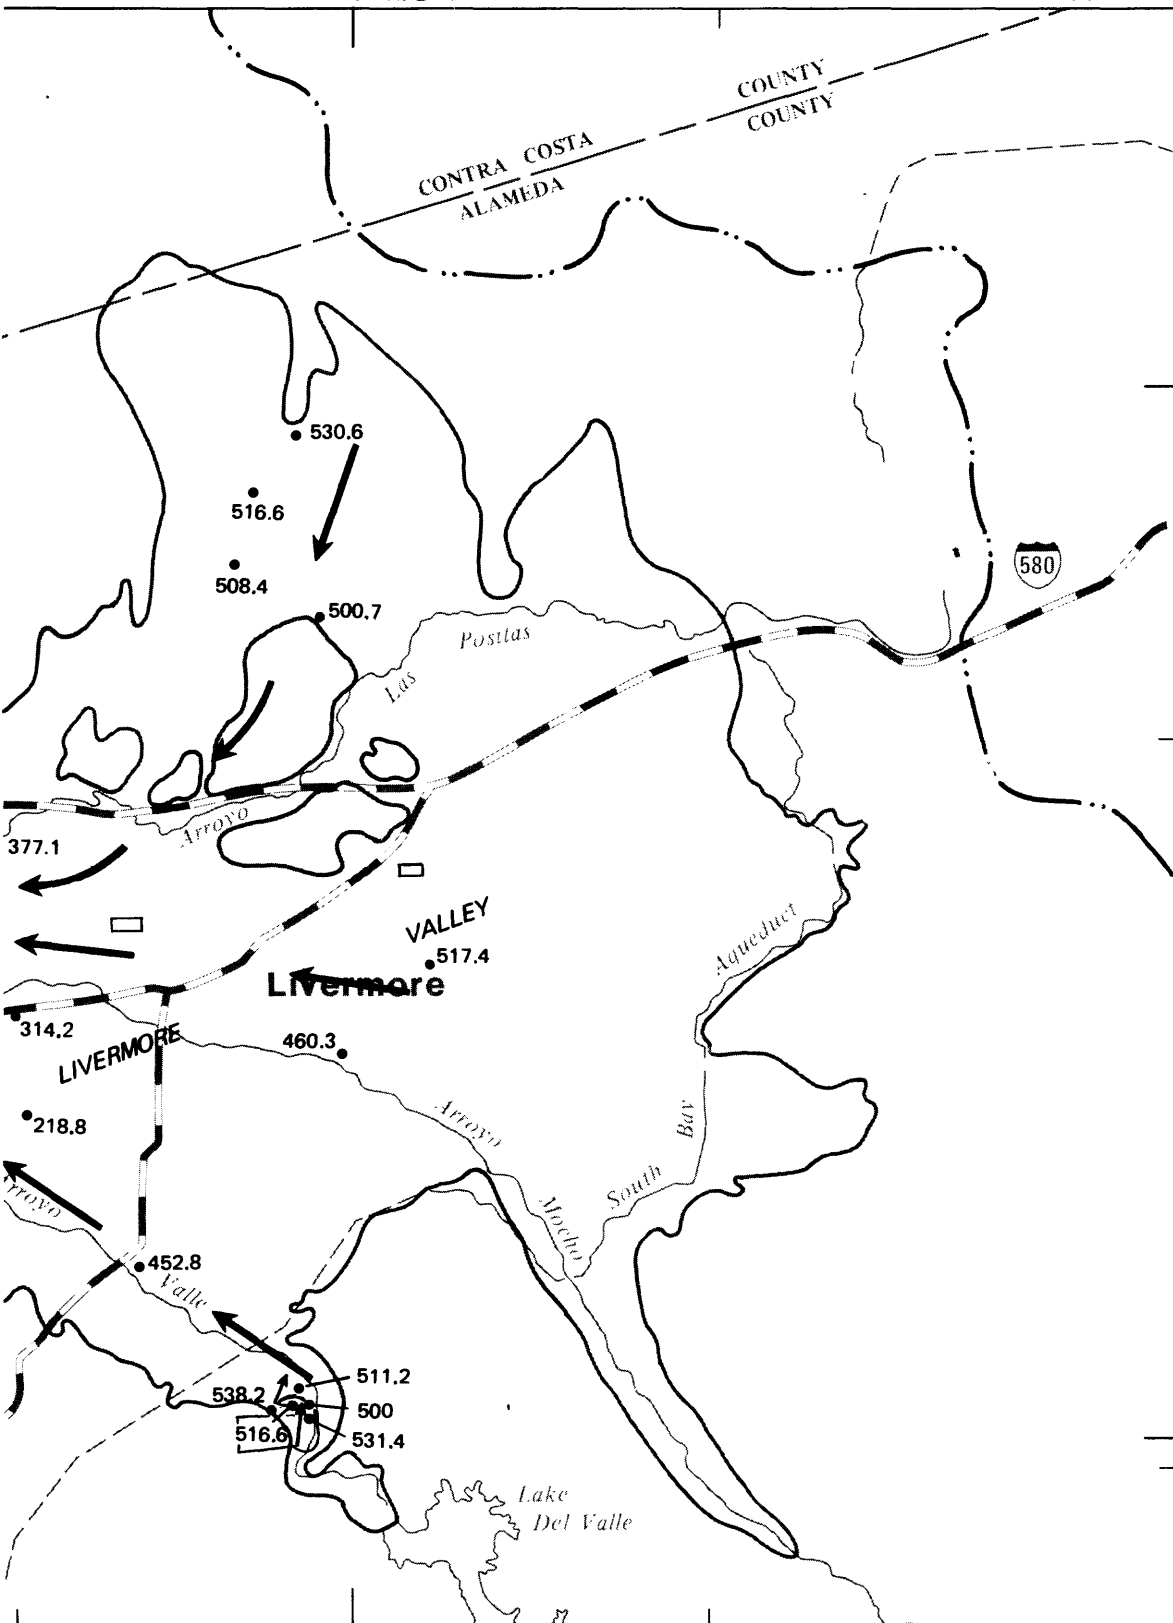 COUNTY
COUNTY
CONTRA COSTA
ALAMEDA
530.6
516.6
580
508.4
500.7
Positas
Las
Arroyo
377.1
VALLEY
Aqueduct
517.4
Livermore
314.2
LIVERMORE
460.3
Arroyo
Bay
218.8
South
Arroyo
Mocho
452.8
Valle
511.2
538.2
500
516.6
531.4
Lake
Del Valle